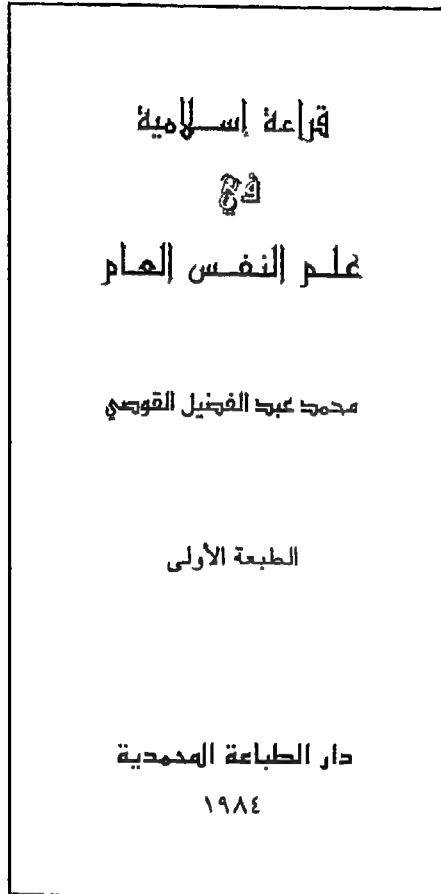 قراءة إسلامية
في
علم النفس العام
محمد عبد الفضيل القوصي
الطبعة الأولى
دار الطباعة المحمدية
١٩٨٤